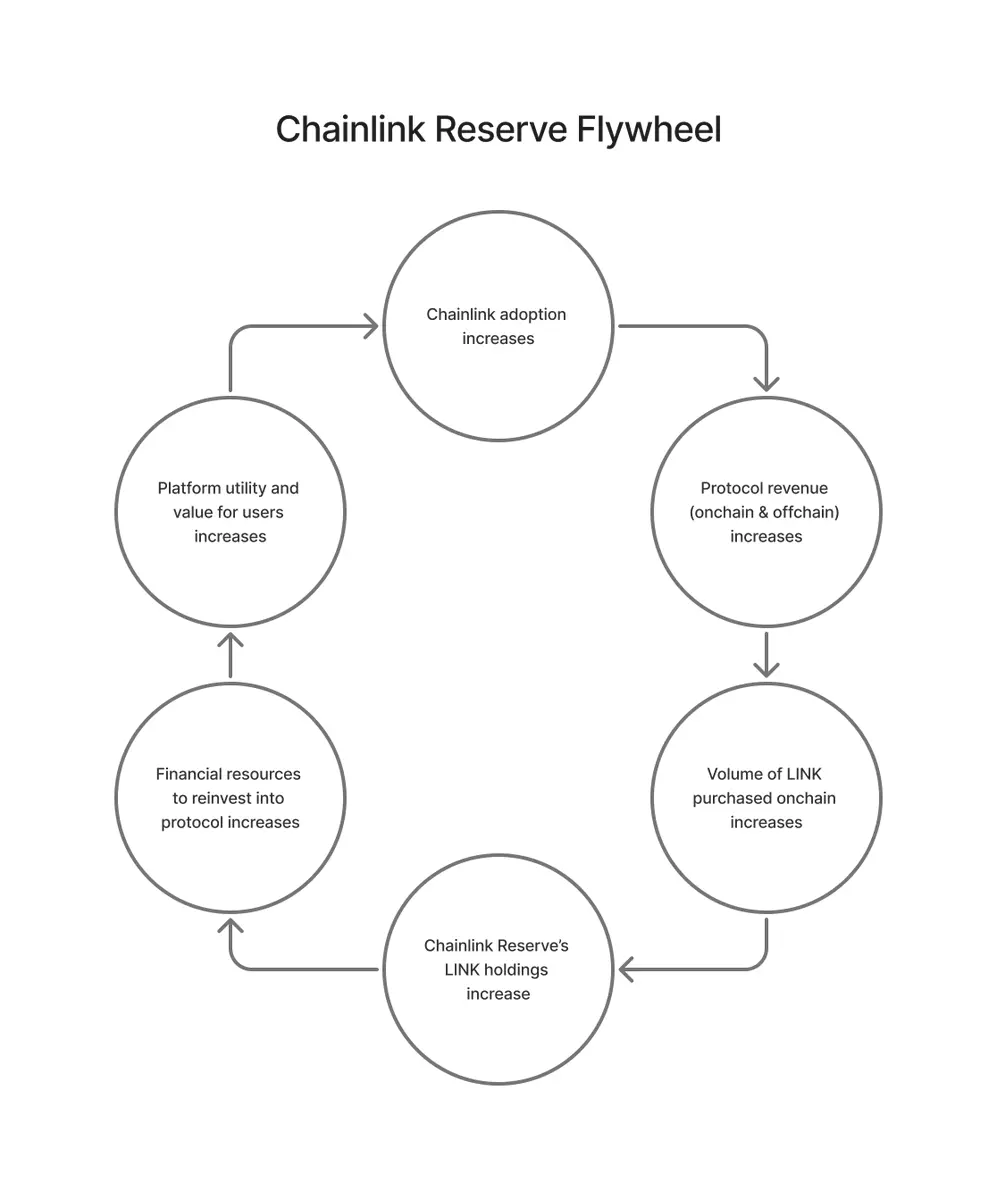 Chainlink Reserve Flywheel
Chainlink adoption
increases
Protocol revenue
(onchain & offchain)
increases
Volume of LINK
purchased onchain
increases
Chainlink Reserve’s
LINK holdings
increase
Financial resources
to reinvest into
protocol increases
Platform utility and
value for users
increases